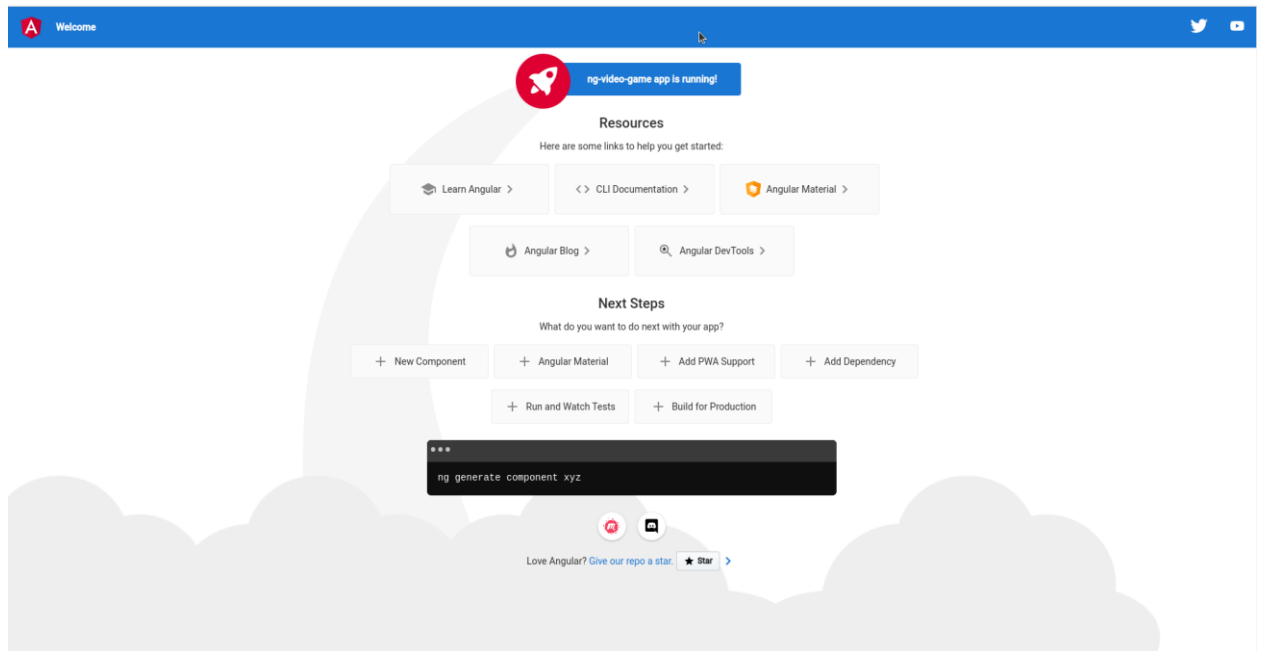 Welcome
ng-video-game app is running!
Resources
Here are some links to help you get started:
Learn Angular
CLI Documentation
Angular Material
Angular Blog
Angular DevTools
Next Steps
What do you want to do next with your app?
New Component
Angular Material
Add PWA Support
Add Dependency
Run and Watch Tests
Build for Production
ng generate component xyz
Love Angular? Give our repo a star. Star